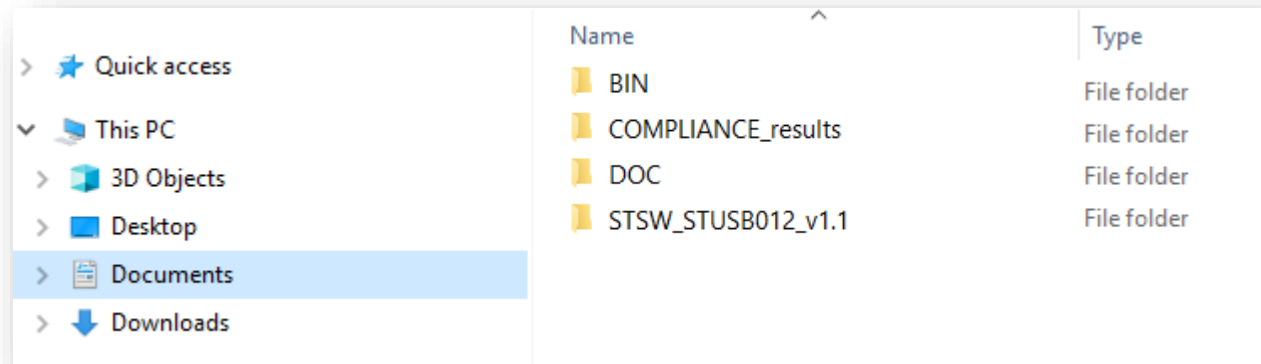 Quick access
This PC
3D Objects
Desktop
Documents
Downloads
Name Type
BIN File folder
COMPLIANCE_results File folder
DOC File folder
STSW_STUSB012_v1.1 File folder